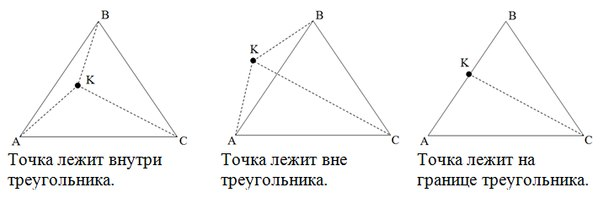 B
K
A
C
Точка лежит внутри
треугольника.
B
K
A
C
Точка лежит вне
треугольника.
B
K
A
C
Точка лежит на
границе треугольника.